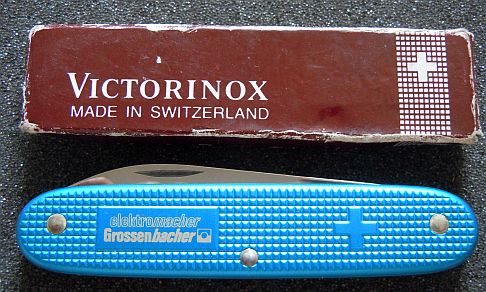 VICTORINOX
MADE IN SWITZERLAND
elektromacher
Grossenbacher